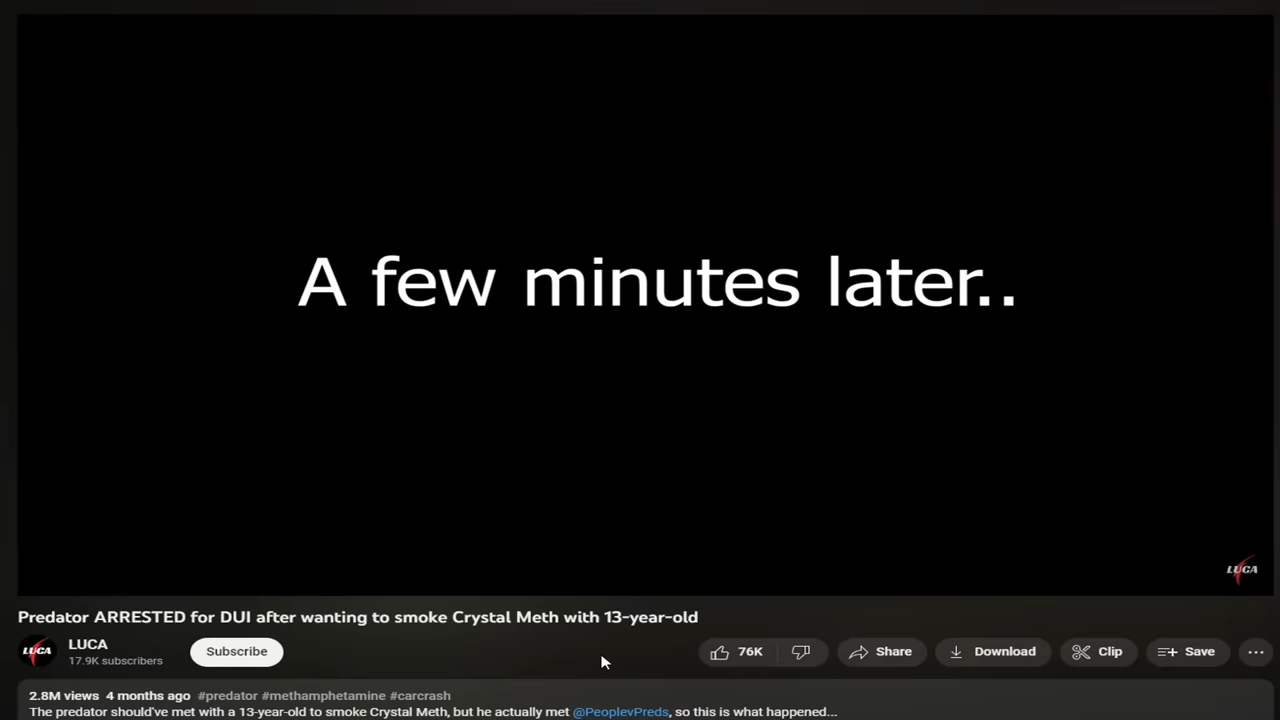 A few minutes later..
LUCA
Predator ARRESTED for DUI after wanting to smoke Crystal Meth with 13-year-old
LUCA
LUCA
17.9K subscribers
Subscribe
76K
Share
Download
Clip
Save
2.8M views 4 months ago #predator #methamphetamine #carcrash
The predator should've met with a 13-year-old to smoke Crystal Meth, but he actually met @PeoplevPreds, so this is what happened...